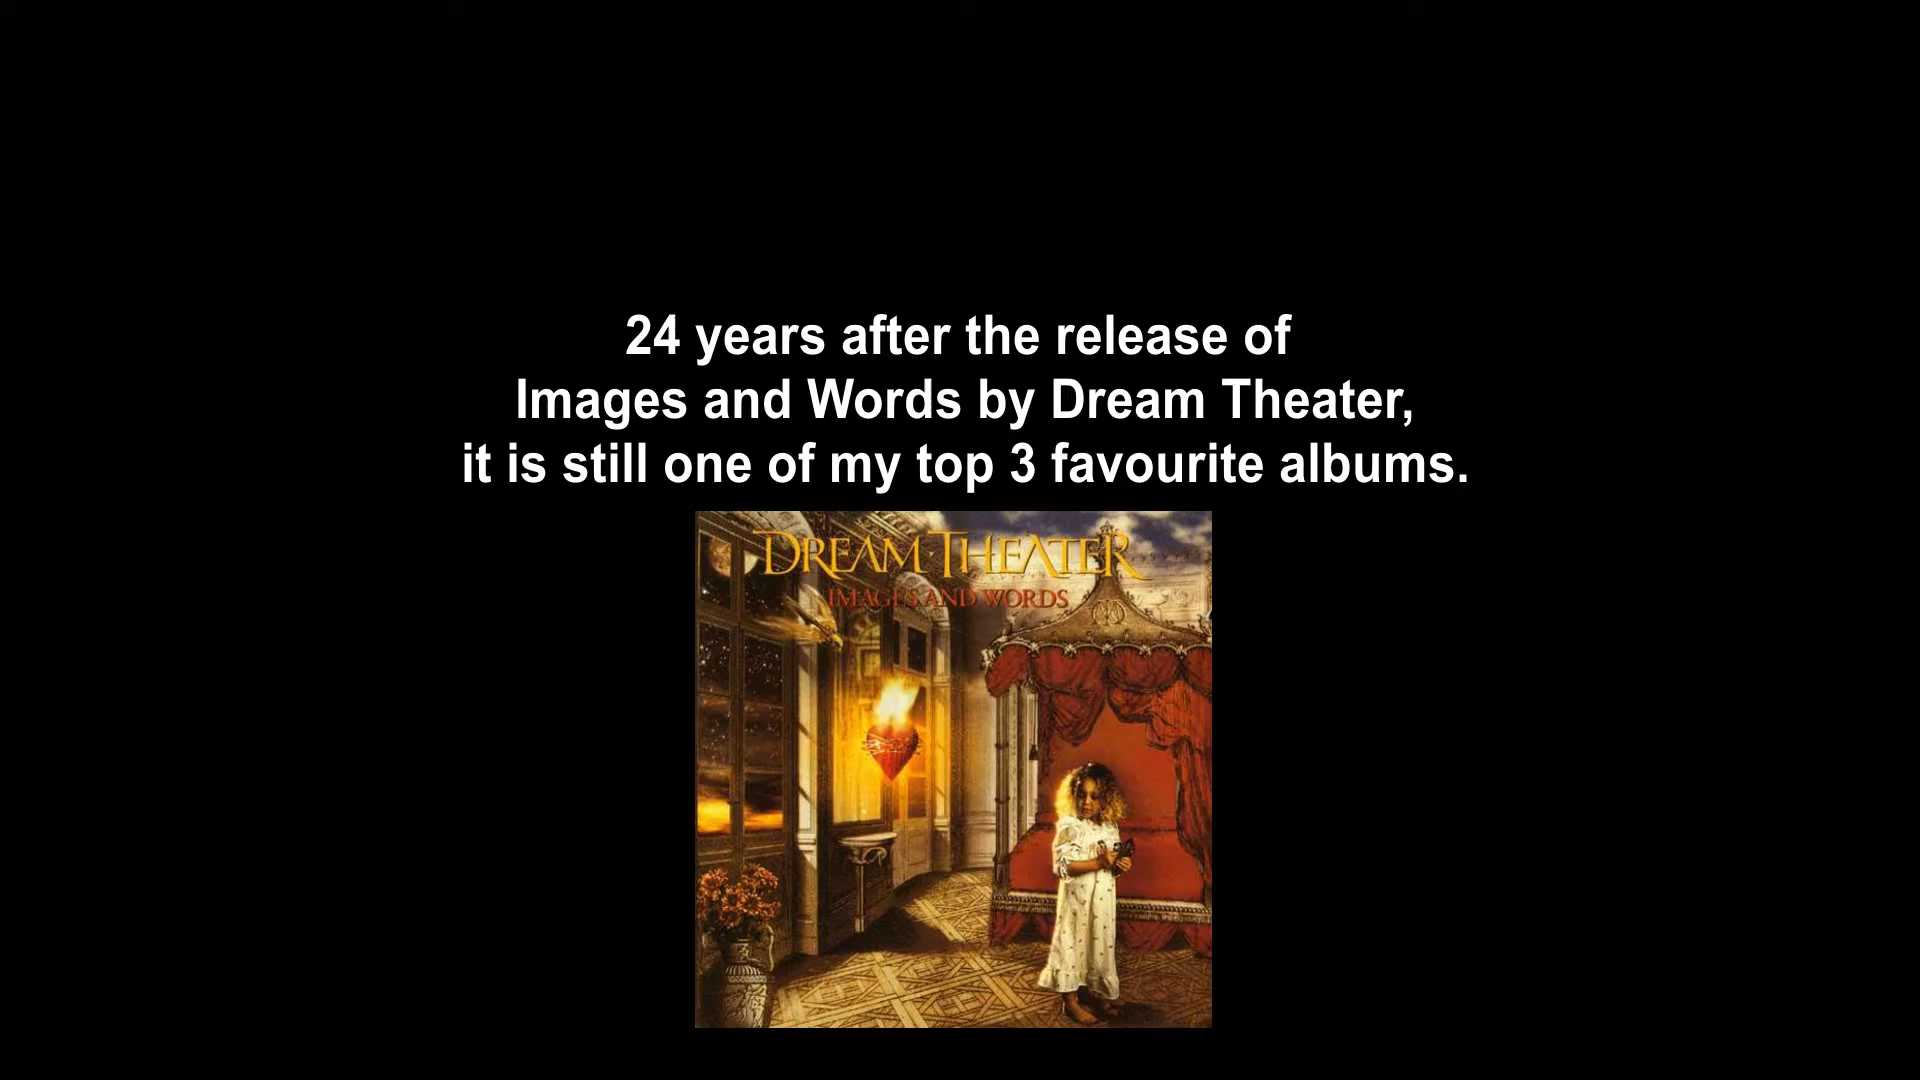 24 years after the release of
Images and Words by Dream Theater,
it is still one of my top 3 favourite albums.
DREAM THEATER
IMAGES AND WORDS